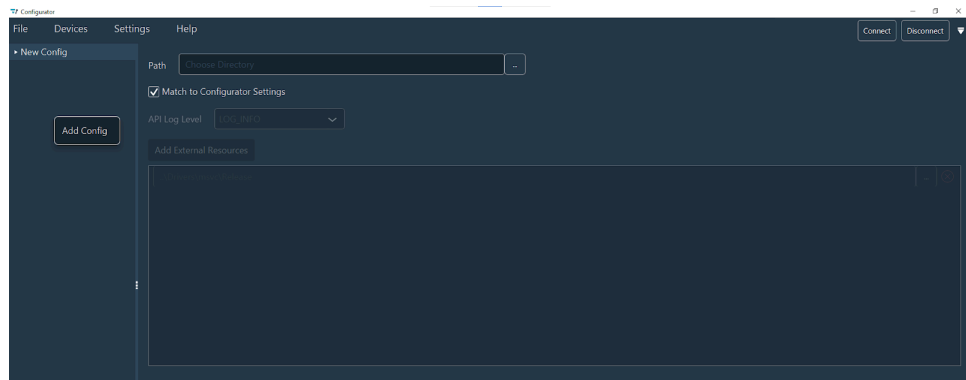 Configurator
File Devices Settings Help
Connect Disconnect
New Config
Path Choose Directory ..
Match to Configurator Settings
Add Config
API Log Level LOG_INFO
Add External Resources